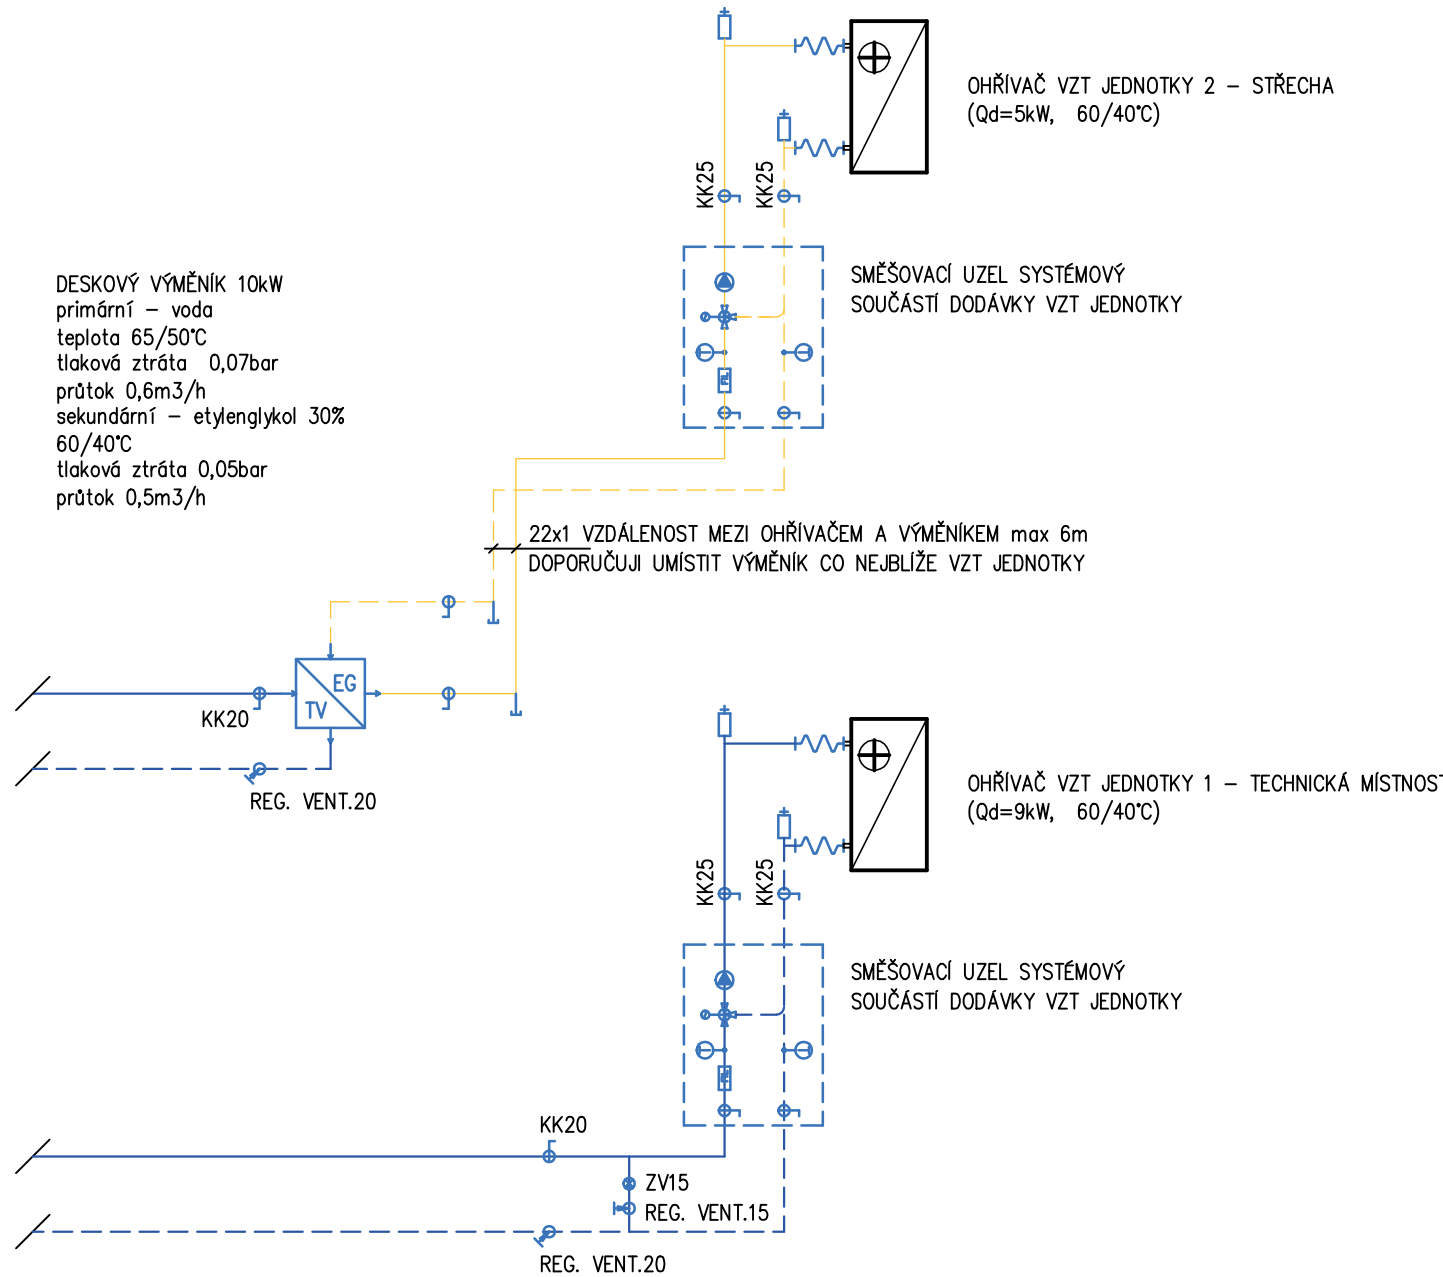 OHŘÍVAČ VZT JEDNOTKY 2 – STŘECHA
(Qd=5kW, 60/40°C)
KK25
KK25
SMĚŠOVACÍ UZEL SYSTÉMOVÝ
SOUČÁSTÍ DODÁVKY VZT JEDNOTKY
FIL
DESKOVÝ VÝMĚNÍK 10kW
primární – voda
teplota 65/50°C
tlaková ztráta 0,07bar
průtok 0,6m3/h
sekundární – etylenglykol 30%
60/40°C
tlaková ztráta 0,05bar
průtok 0,5m3/h
22x1 VZDÁLENOST MEZI OHŘÍVAČEM A VÝMĚNÍKEM max 6m
DOPORUČUJI UMÍSTIT VÝMĚNÍK CO NEJBLÍŽE VZT JEDNOTKY
EG
TV
KK20
REG. VENT.20
OHŘÍVAČ VZT JEDNOTKY 1 – TECHNICKÁ MÍSTNOS
(Qd=9kW, 60/40°C)
KK25
KK25
SMĚŠOVACÍ UZEL SYSTÉMOVÝ
SOUČÁSTÍ DODÁVKY VZT JEDNOTKY
FIL
KK20
ZV15
REG. VENT.15
REG. VENT.20